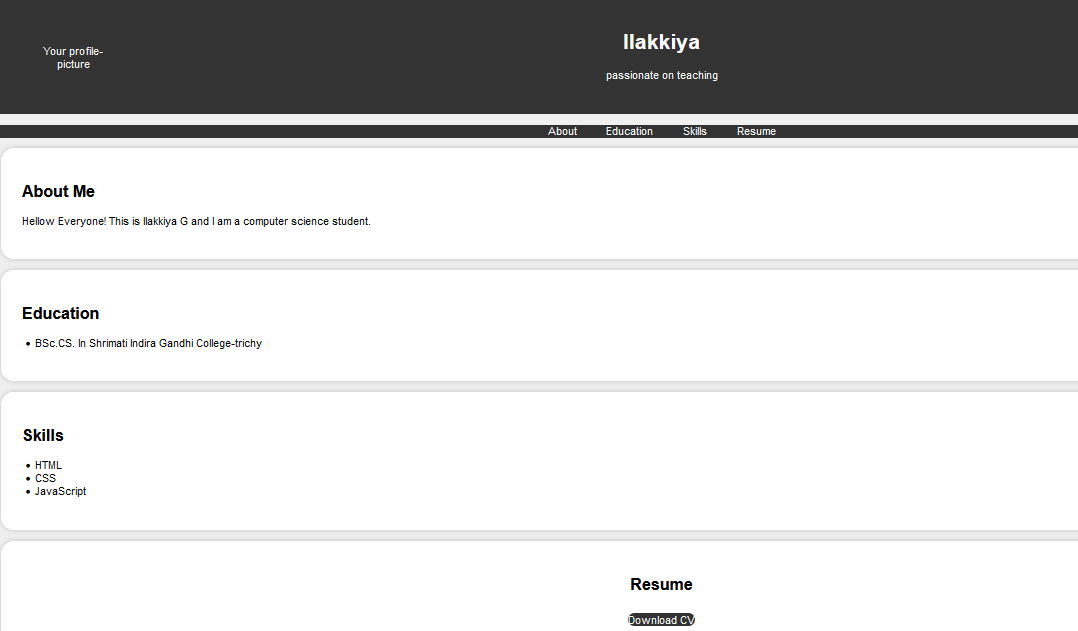 Your profile-
picture
Ilakkiya
passionate on teaching
About Education Skills Resume
About Me
Hellow Everyone! This is Ilakkiya G and I am a computer science student.
Education
• BSc.CS. In Shrimati Indira Gandhi College-trichy
Skills
• HTML
• CSS
• JavaScript
Resume
Download CV